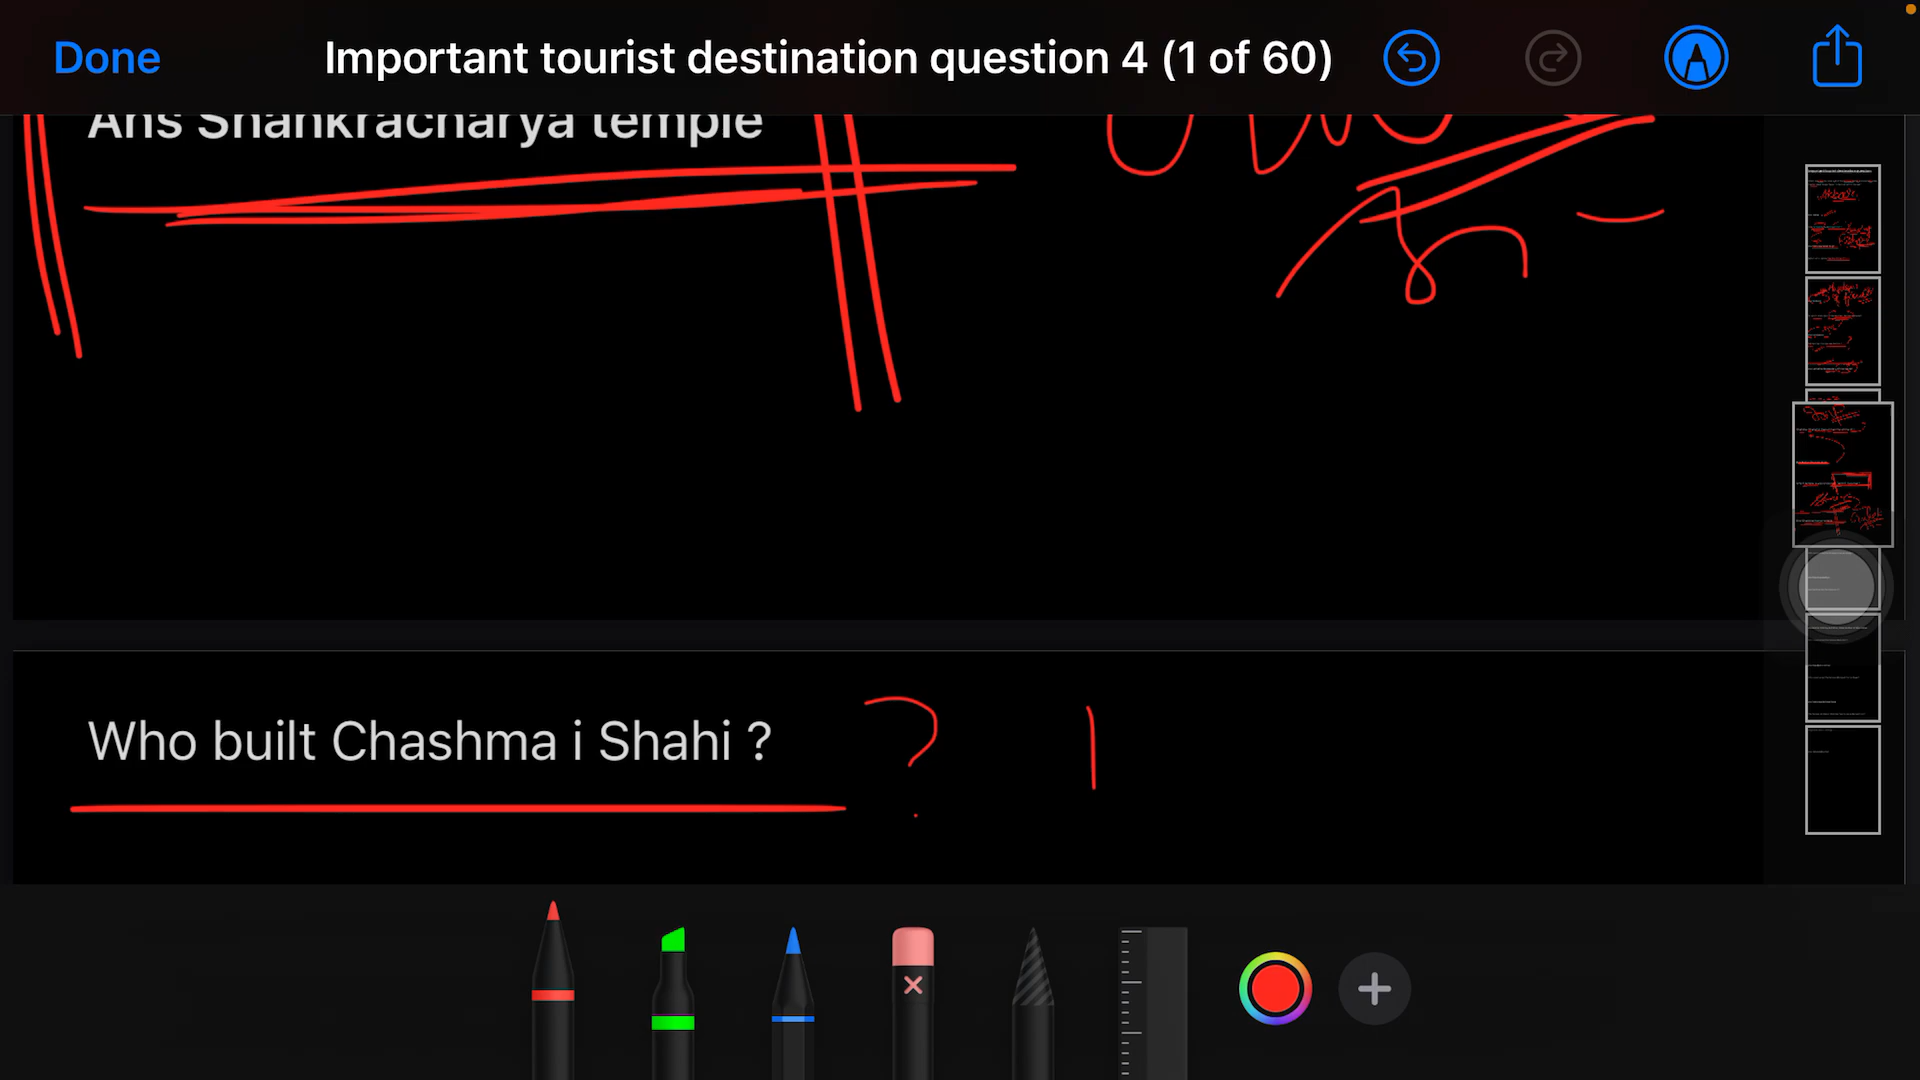 Done Important tourist destination question 4 (1 of 60)
Ans Shankracharya temple
Who built Chashma i Shahi ? ?